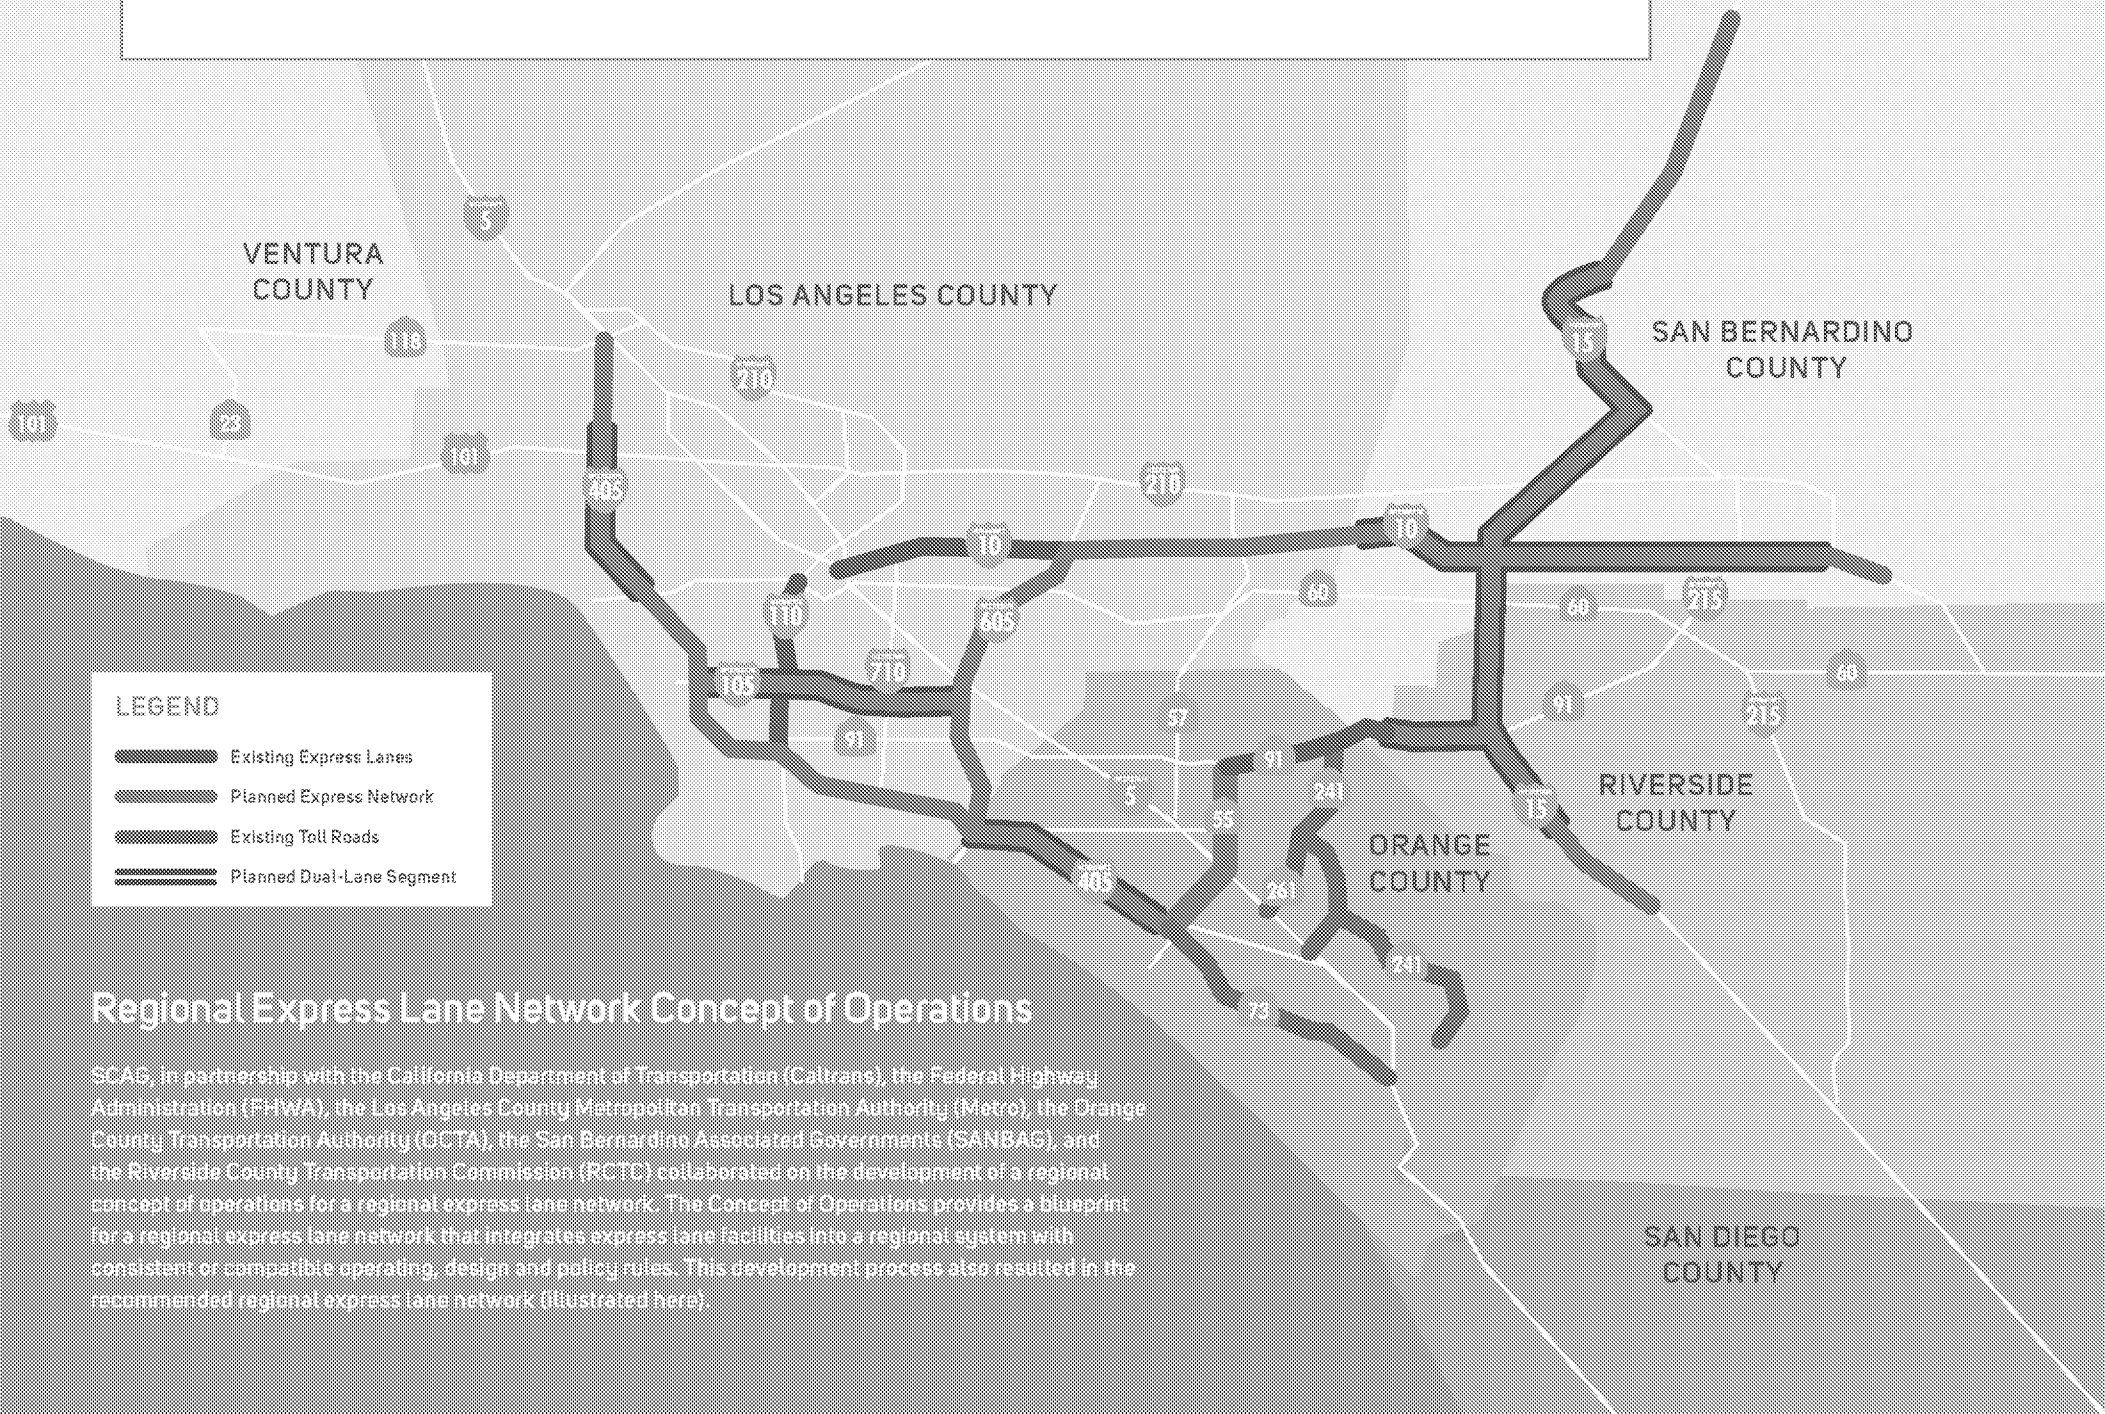 5
VENTURA
COUNTY
LOS ANGELES COUNTY
SAN BERNARDINO
COUNTY
118
15
210
101
23
101
405
210
10
10
110
605
60
60
215
105
710
60
91
57
91
215
91
5
241
55
15
RIVERSIDE
COUNTY
ORANGE
COUNTY
405
261
241
73
LEGEND
Existing Express Lanes
Planned Express Network
Existing Toll Roads
Planned Dual-Lane Segment
Regional Express Lane Network Concept of Operations
SCAG, in partnership with the California Department of Transportation (Caltrans), the Federal Highway
Administration (FHWA), the Los Angeles County Metropolitan Transportation Authority (Metro), the Orange
County Transportation Authority (OCTA), the San Bernardino Associated Governments (SANBAG), and
the Riverside County Transportation Commission (RCTC) collaborated on the development of a regional
concept of operations for a regional express lane network. The Concept of Operations provides a blueprint
for a regional express lane network that integrates express lane facilities into a regional system with
consistent or compatible operating, design and policy rules. This development process also resulted in the
recommended regional express lane network (illustrated here).
SAN DIEGO
COUNTY